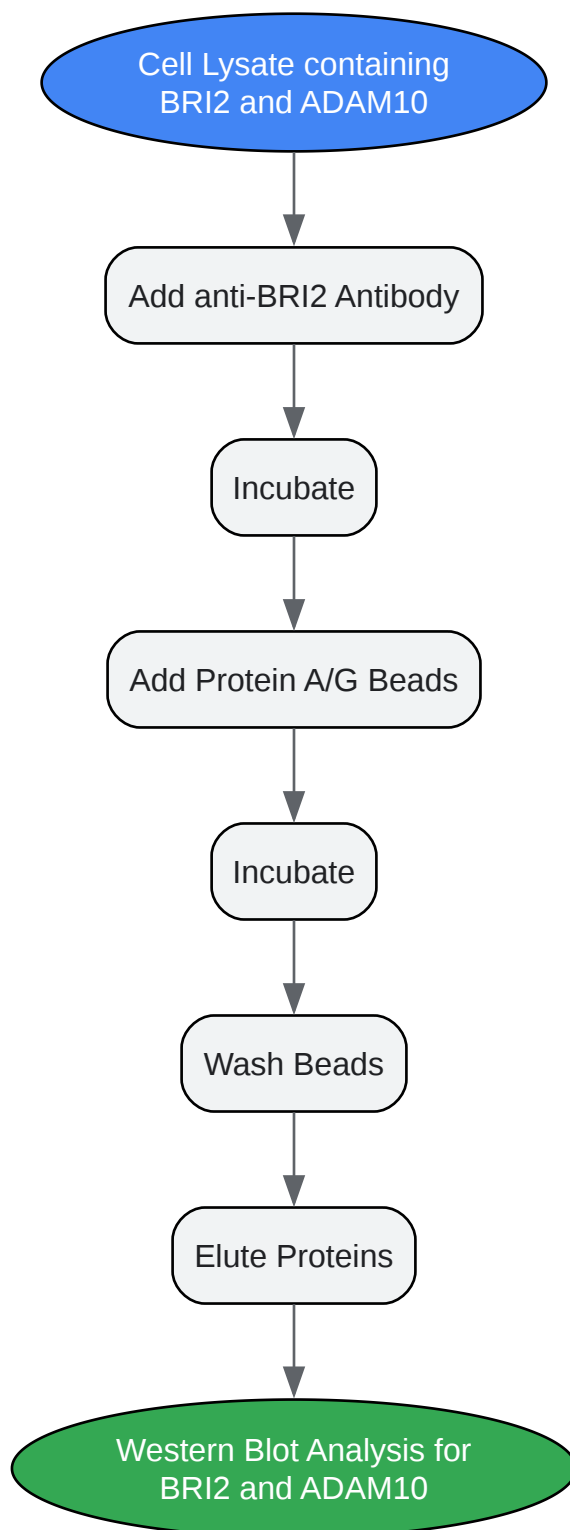 Cell Lysate containing
BRI2 and ADAM10
Add anti-BRI2 Antibody
Incubate
Add Protein A/G Beads
Incubate
Wash Beads
Elute Proteins
Western Blot Analysis for
BRI2 and ADAM10